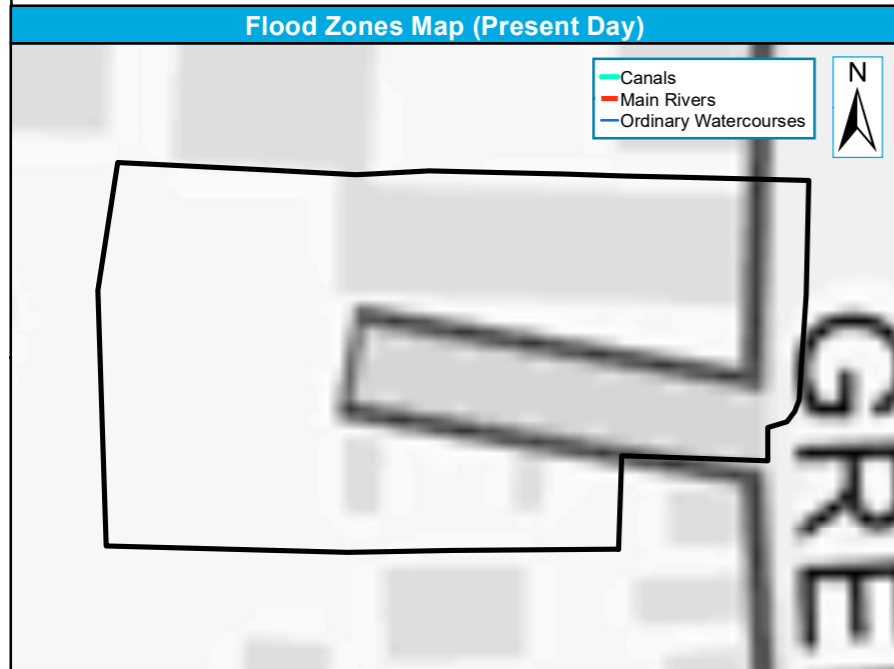 Flood Zones Map (Present Day)
Canals
Main Rivers
Ordinary Watercourses
N
GRE